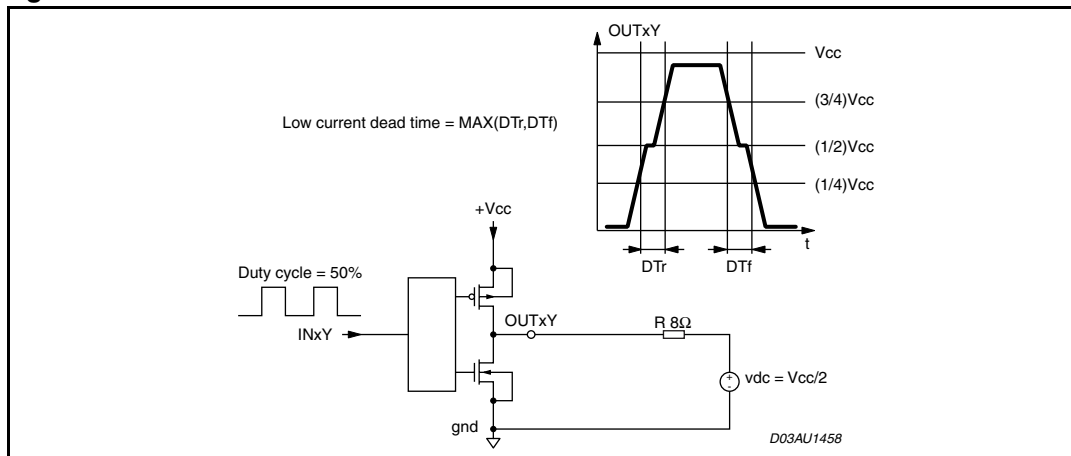 OUTxY
Vcc
(3/4)Vcc
Low current dead time = MAX(DTr,DTf)
(1/2)Vcc
(1/4)Vcc
+Vcc
t
DTr
DTf
Duty cycle = 50%
OUTxY
R 8Ω
INxY
+
-
vdc = Vcc/2
gnd
D03AU1458